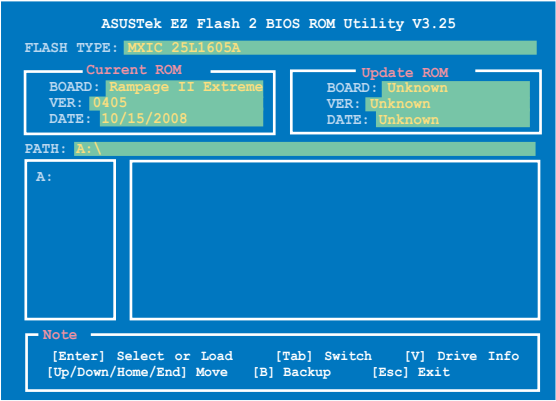 ASUSTek EZ Flash 2 BIOS ROM Utility V3.25
FLASH TYPE: MXIC 25L1605A
Current ROM
BOARD: Rampage II Extreme
VER: 0405
DATE: 10/15/2008
Update ROM
BOARD: Unknown
VER: Unknown
DATE: Unknown
PATH: A:\
A:
Note
[Enter] Select or Load [Tab] Switch [V] Drive Info
[Up/Down/Home/End] Move [B] Backup [Esc] Exit